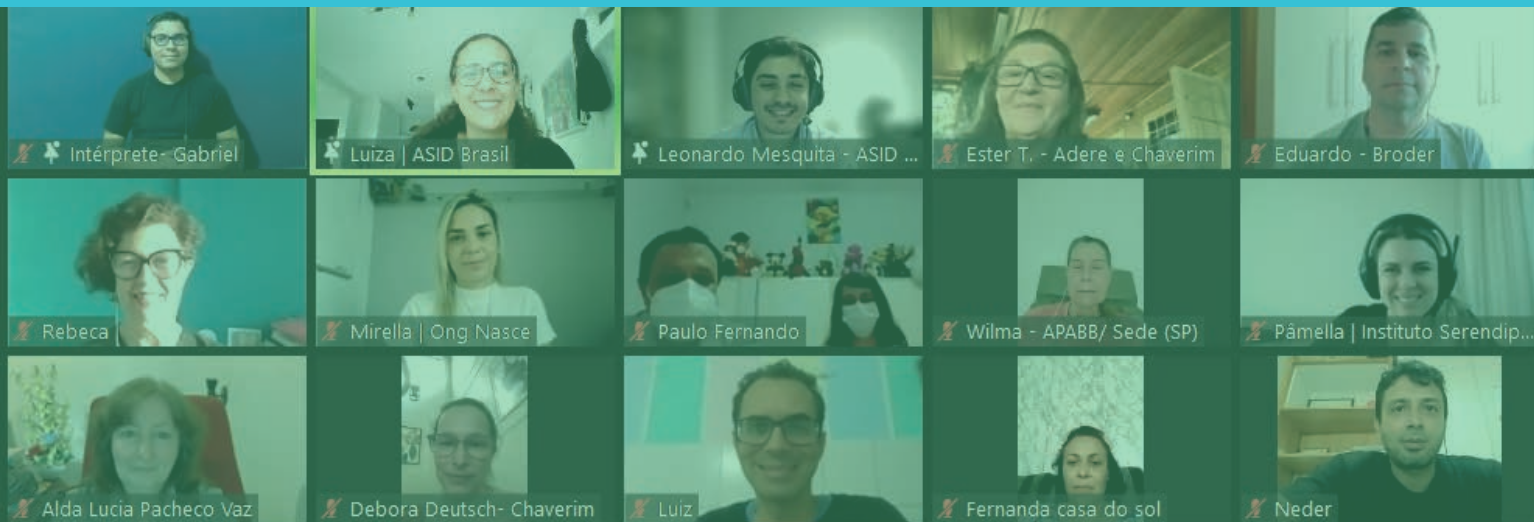 Intérprete- Gabriel
Luiza | ASID Brasil
Leonardo Mesquita - ASID ...
Ester T. - Adere e Chaverim
Eduardo - Broder
Rebeca
Mirella | Ong Nasce
Paulo Fernando
Wilma - APABB/ Sede (SP)
Pâmella | Instituto Serendip...
Alda Lucia Pacheco Vaz
Debora Deutsch- Chaverim
Luiz
Fernanda casa do sol
Neder